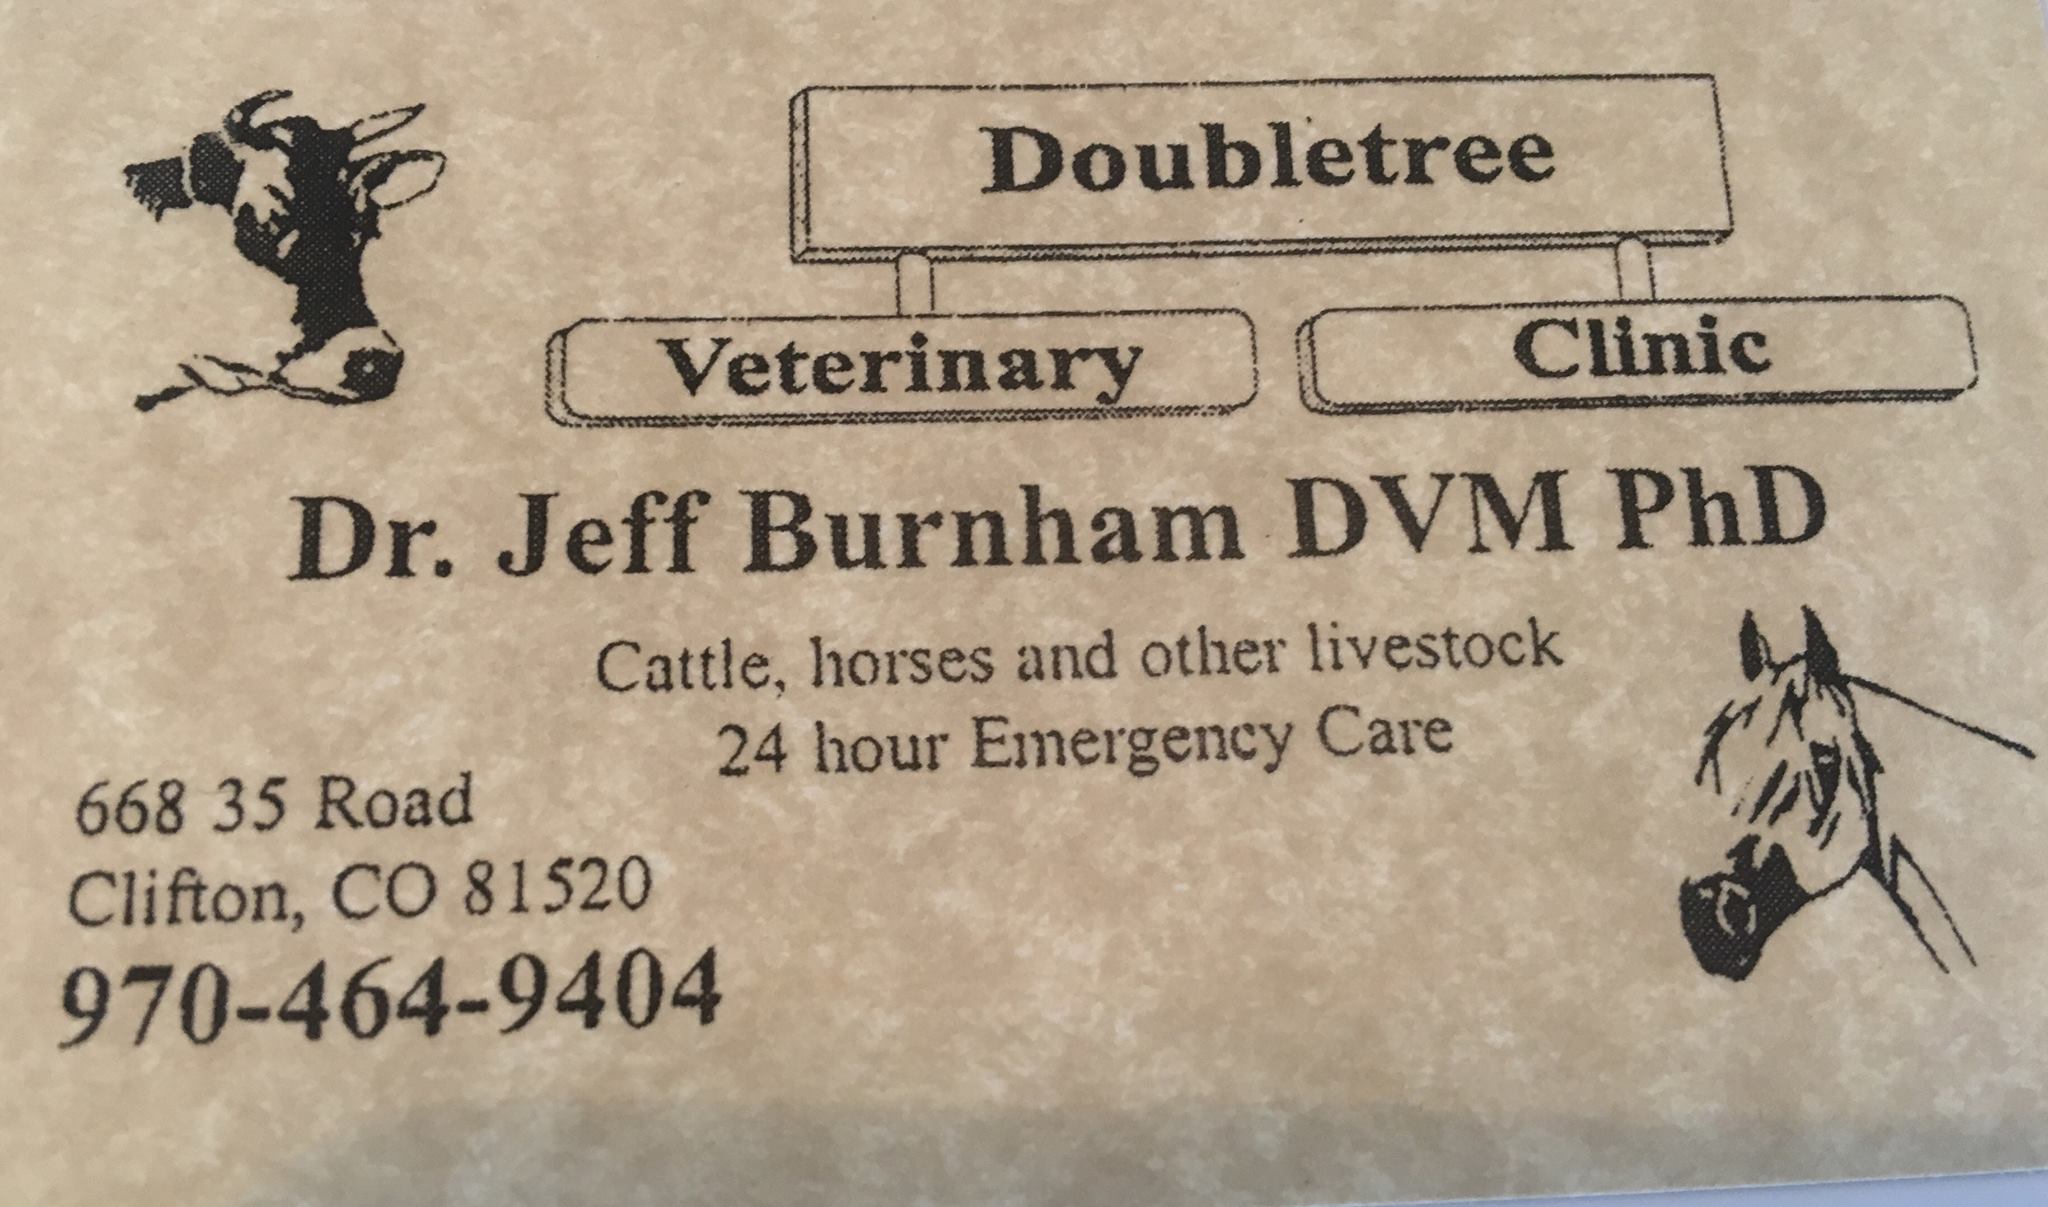 Doubletree
Veterinary Clinic
Dr. Jeff Burnham DVM PhD
Cattle, horses and other livestock
24 hour Emergency Care
668 35 Road
Clifton, CO 81520
970-464-9404